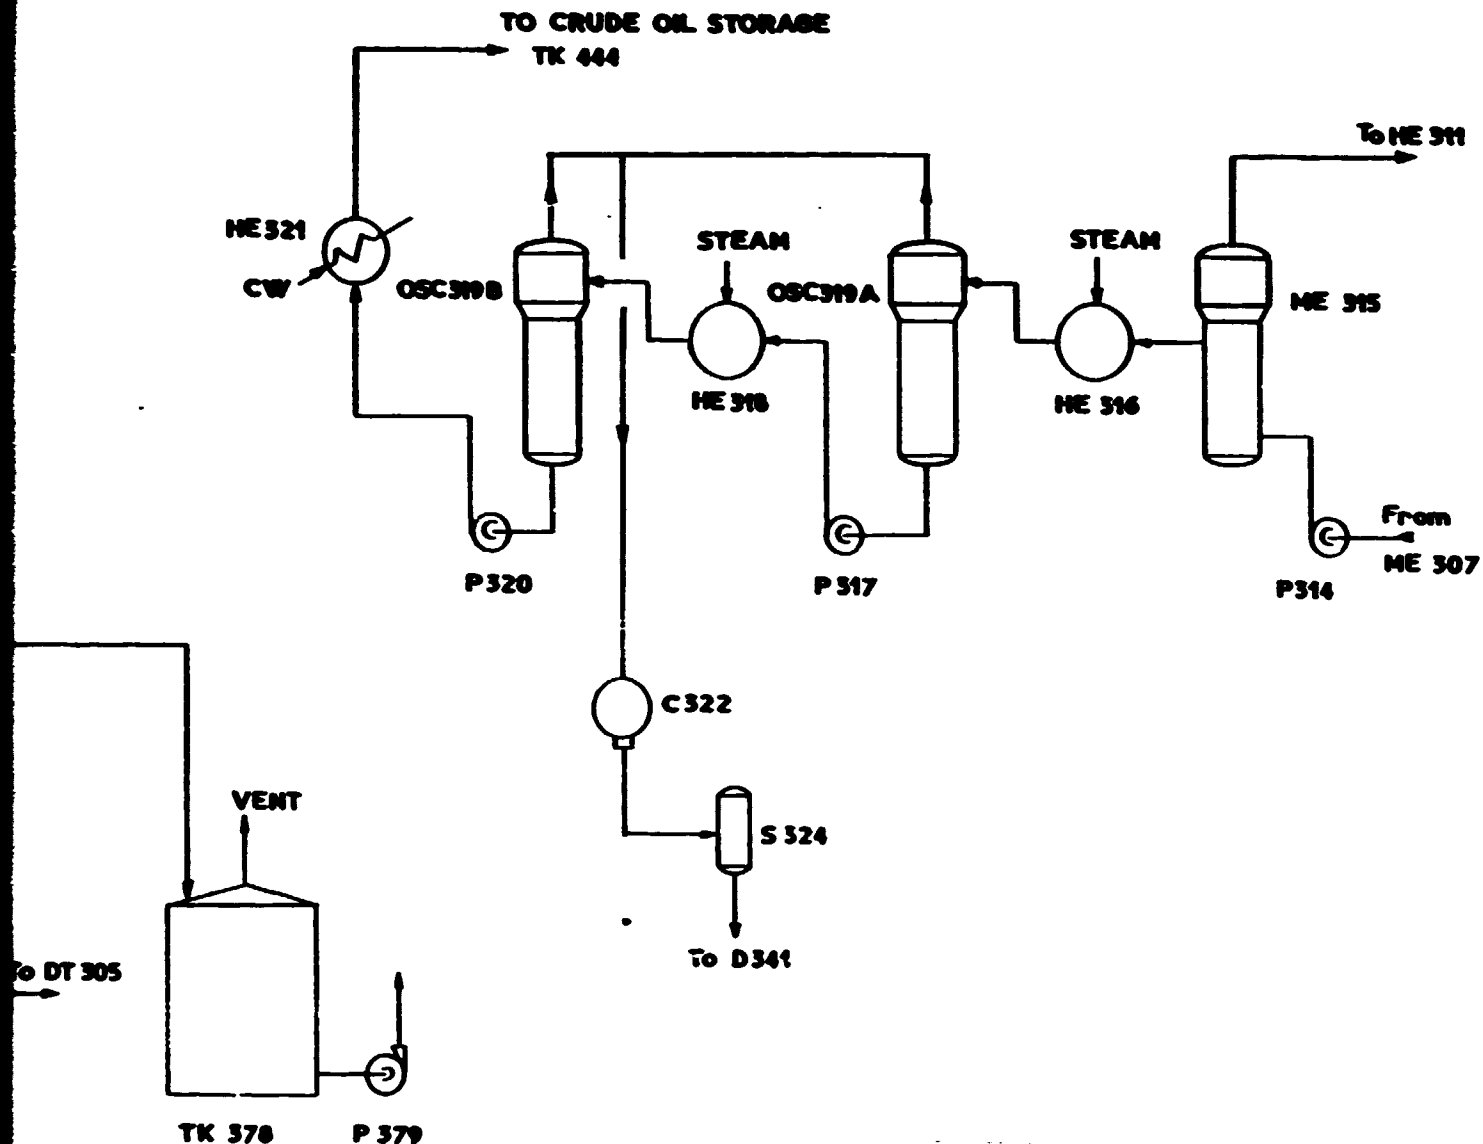 TO CRUDE OIL STORAGE
TK 444
To HE 311
HE 321
STEAM
STEAM
CW
OSC319B
OSC319A
ME 315
HE 318
HE 316
From
ME 307
P320
P317
P314
C322
VENT
S 324
To D341
To DT 305
TK 378
P 379